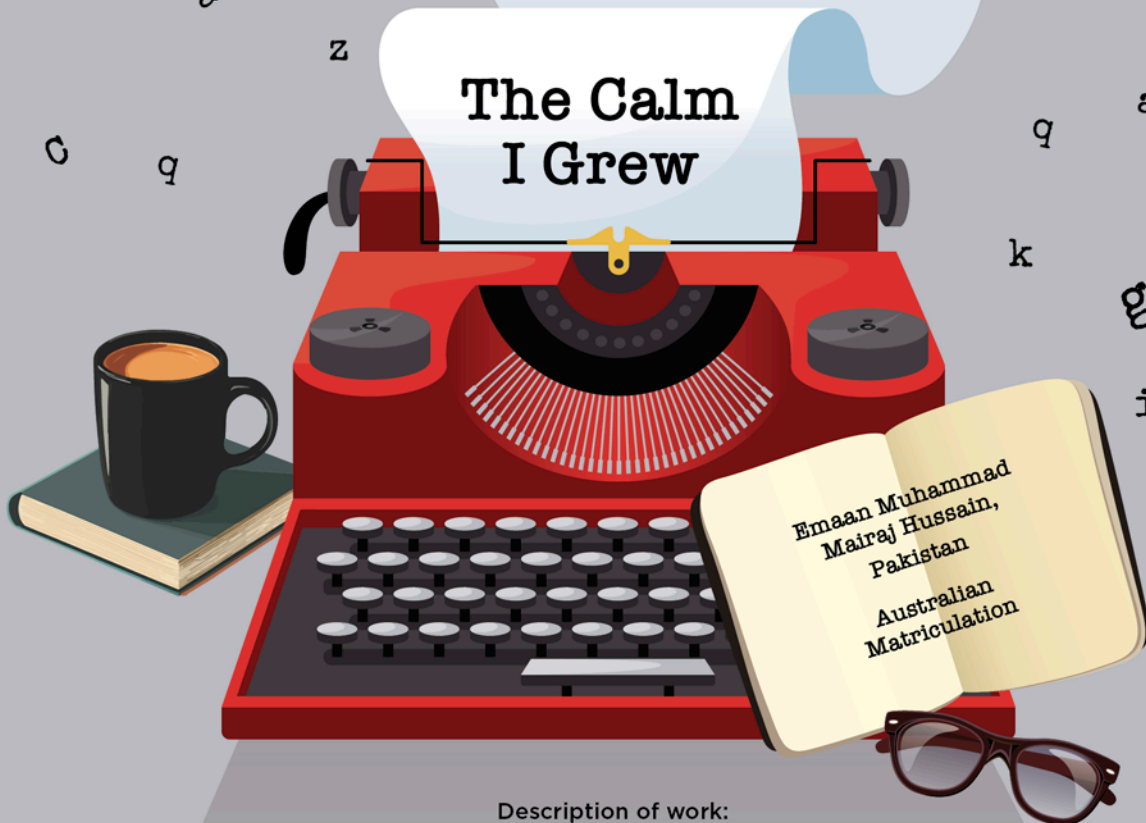 z
The Calm
I Grew
c
q
q
k
g
i
Emaan Muhammad
Mairaj Hussain,
Pakistan
Australian
Matriculation
Description of work: